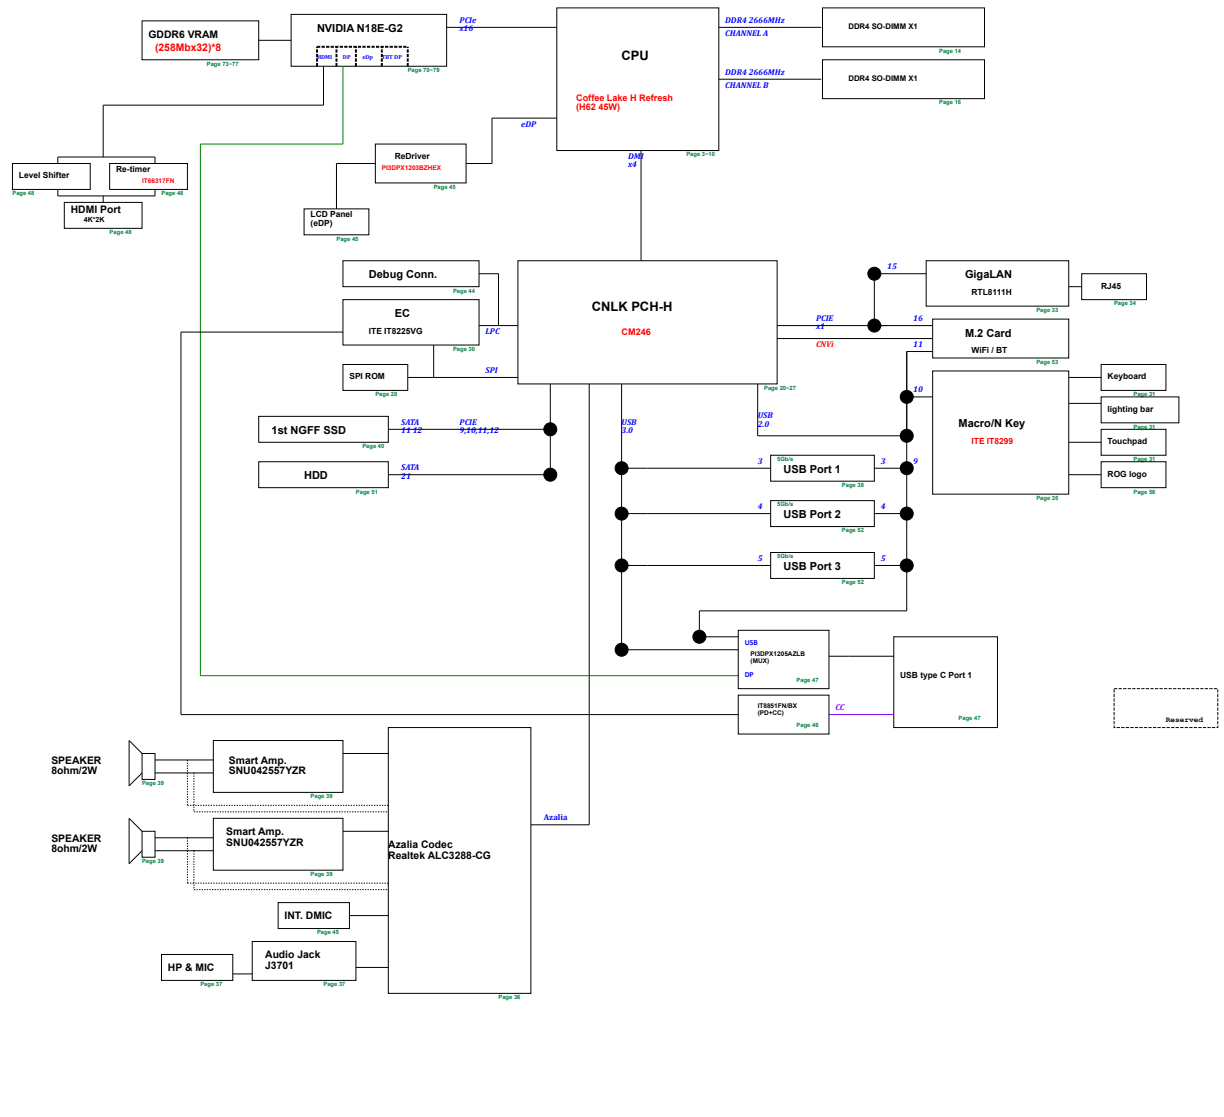 GDDR6 VRAM
(258Mbx32)*8
Page 73~77
NVIDIA N18E-G2
HDMI
DP
eDp
TBT DP
Page 70~79
PCIe
x16
CPU
Coffee Lake H Refresh
(H62 45W)
Page 3~10
DDR4 2666MHz
CHANNEL A
DDR4 SO-DIMM X1
Page 14
DDR4 2666MHz
CHANNEL B
DDR4 SO-DIMM X1
Page 16
eDP
ReDriver
PI3DPX1203BZHEX
Page 45
LCD Panel
(eDP)
Page 45
DMI
x4
Level Shifter
Page 48
Re-timer
IT66317FN
Page 48
HDMI Port
4K*2K
Page 48
Debug Conn.
Page 44
EC
ITE IT8225VG
Page 30
LPC
SPI ROM
Page 28
SPI
CNLK PCH-H
CM246
Page 20~27
15
GigaLAN
RTL8111H
Page 33
RJ45
Page 34
PCIE
x1
16
CNVi
11
M.2 Card
WiFi / BT
Page 53
10
Macro/N Key
ITE IT8299
Page 35
Keyboard
Page 31
lighting bar
Page 31
Touchpad
Page 31
ROG logo
Page 56
1st NGFF SSD
Page 40
SATA
11 12
PCIE
9,10,11,12
HDD
Page 51
SATA
21
USB
3.0
USB
2.0
3
5Gb/s
USB Port 1
Page 38
3
9
4
5Gb/s
USB Port 2
Page 52
4
5
5Gb/s
USB Port 3
Page 52
5
USB
PI3DPX1205AZLB
(MUX)
DP
Page 47
USB type C Port 1
Page 47
IT8851FN/BX
(PD+CC)
Page 46
CC
Reserved
SPEAKER
8ohm/2W
Page 39
Smart Amp.
SNU042557YZR
Page 39
SPEAKER
8ohm/2W
Page 39
Smart Amp.
SNU042557YZR
Page 39
Azalia
Azalia Codec
Realtek ALC3288-CG
Page 36
INT. DMIC
Page 45
HP & MIC
Page 37
Audio Jack
J3701
Page 37